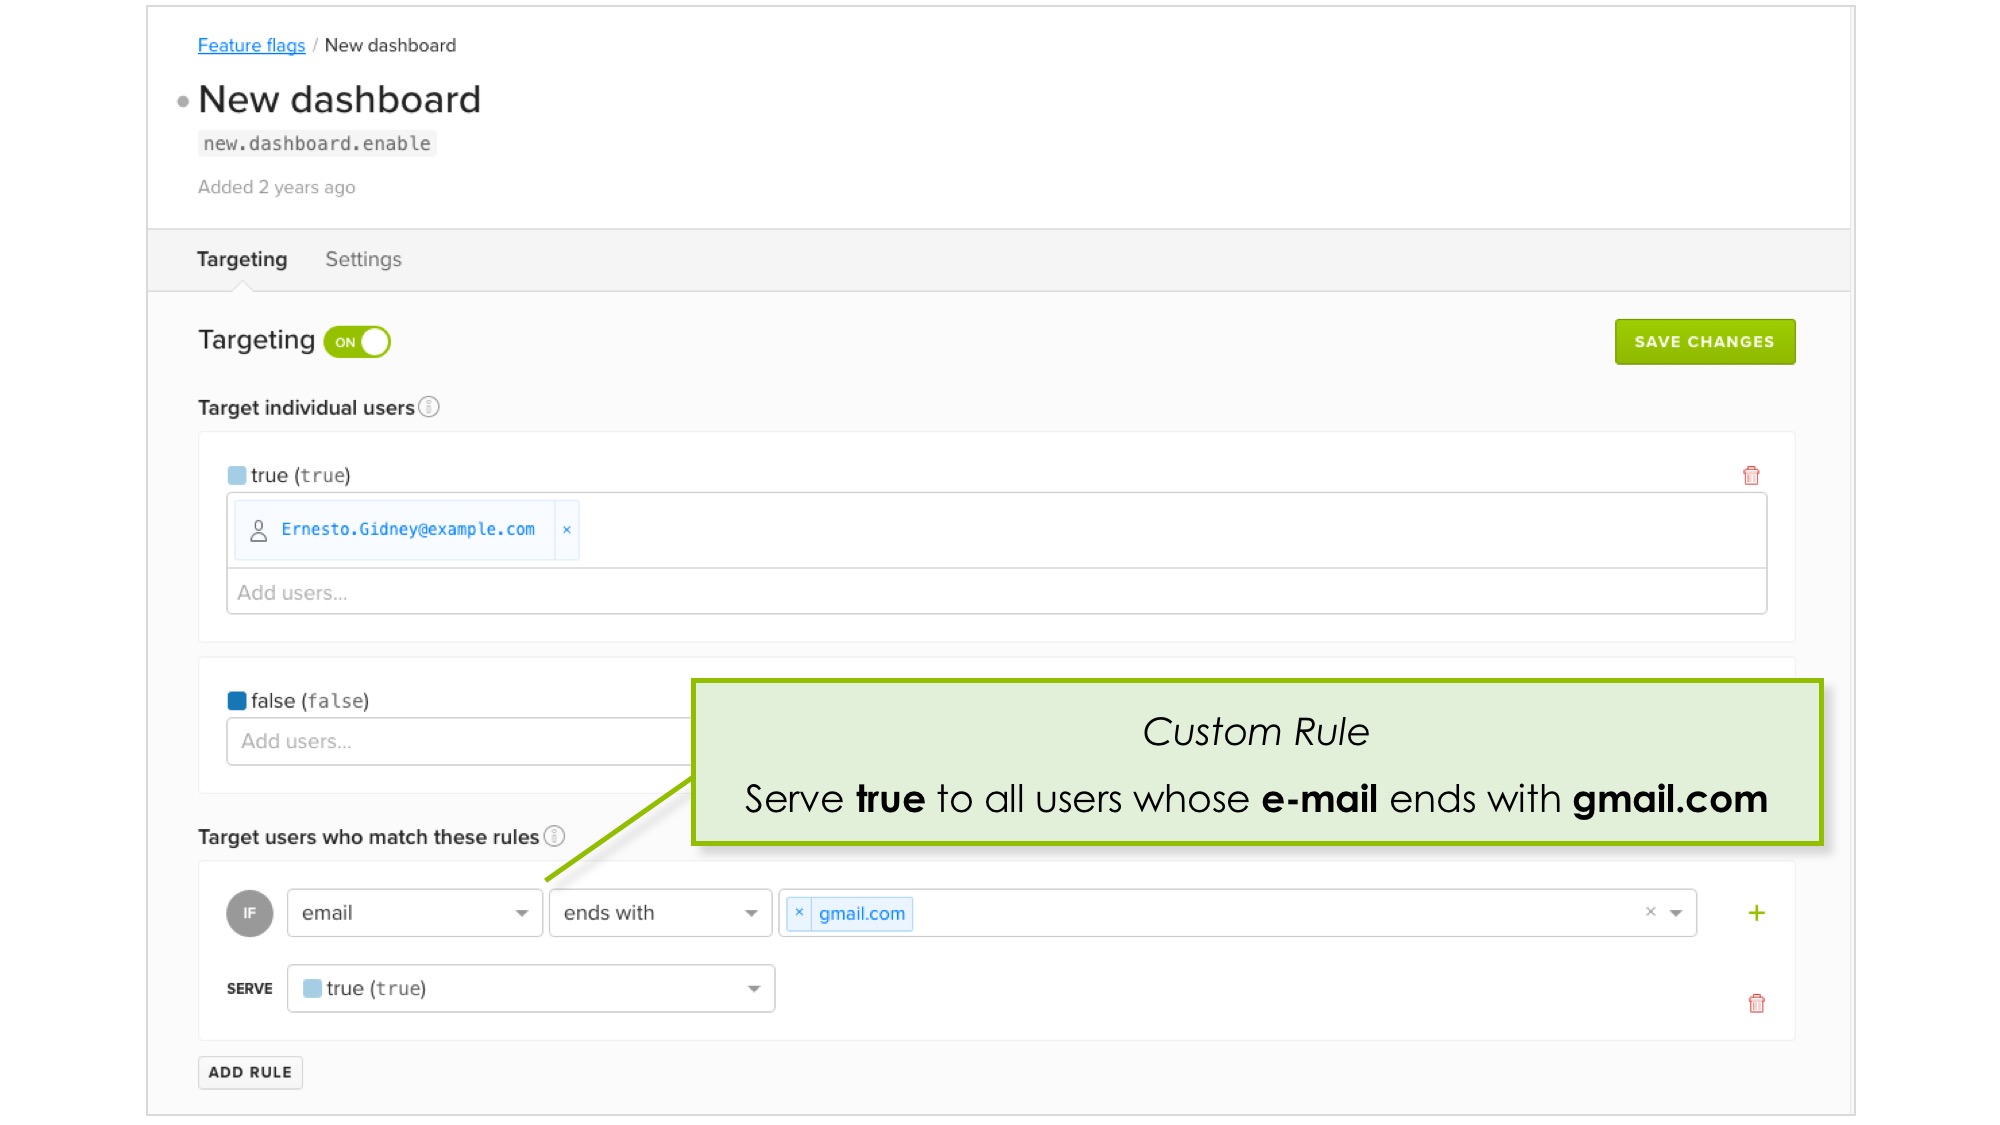 Feature flags / New dashboard
New dashboard
new.dashboard.enable
Added 2 years ago
Targeting Settings
Targeting ON SAVE CHANGES
Target individual users
true (true)
Ernesto.Gidney@example.com ×
Add users...
false (false)
Add users...
Custom Rule
Serve true to all users whose e-mail ends with gmail.com
Target users who match these rules
IF email ends with × gmail.com × +
SERVE true (true)
ADD RULE